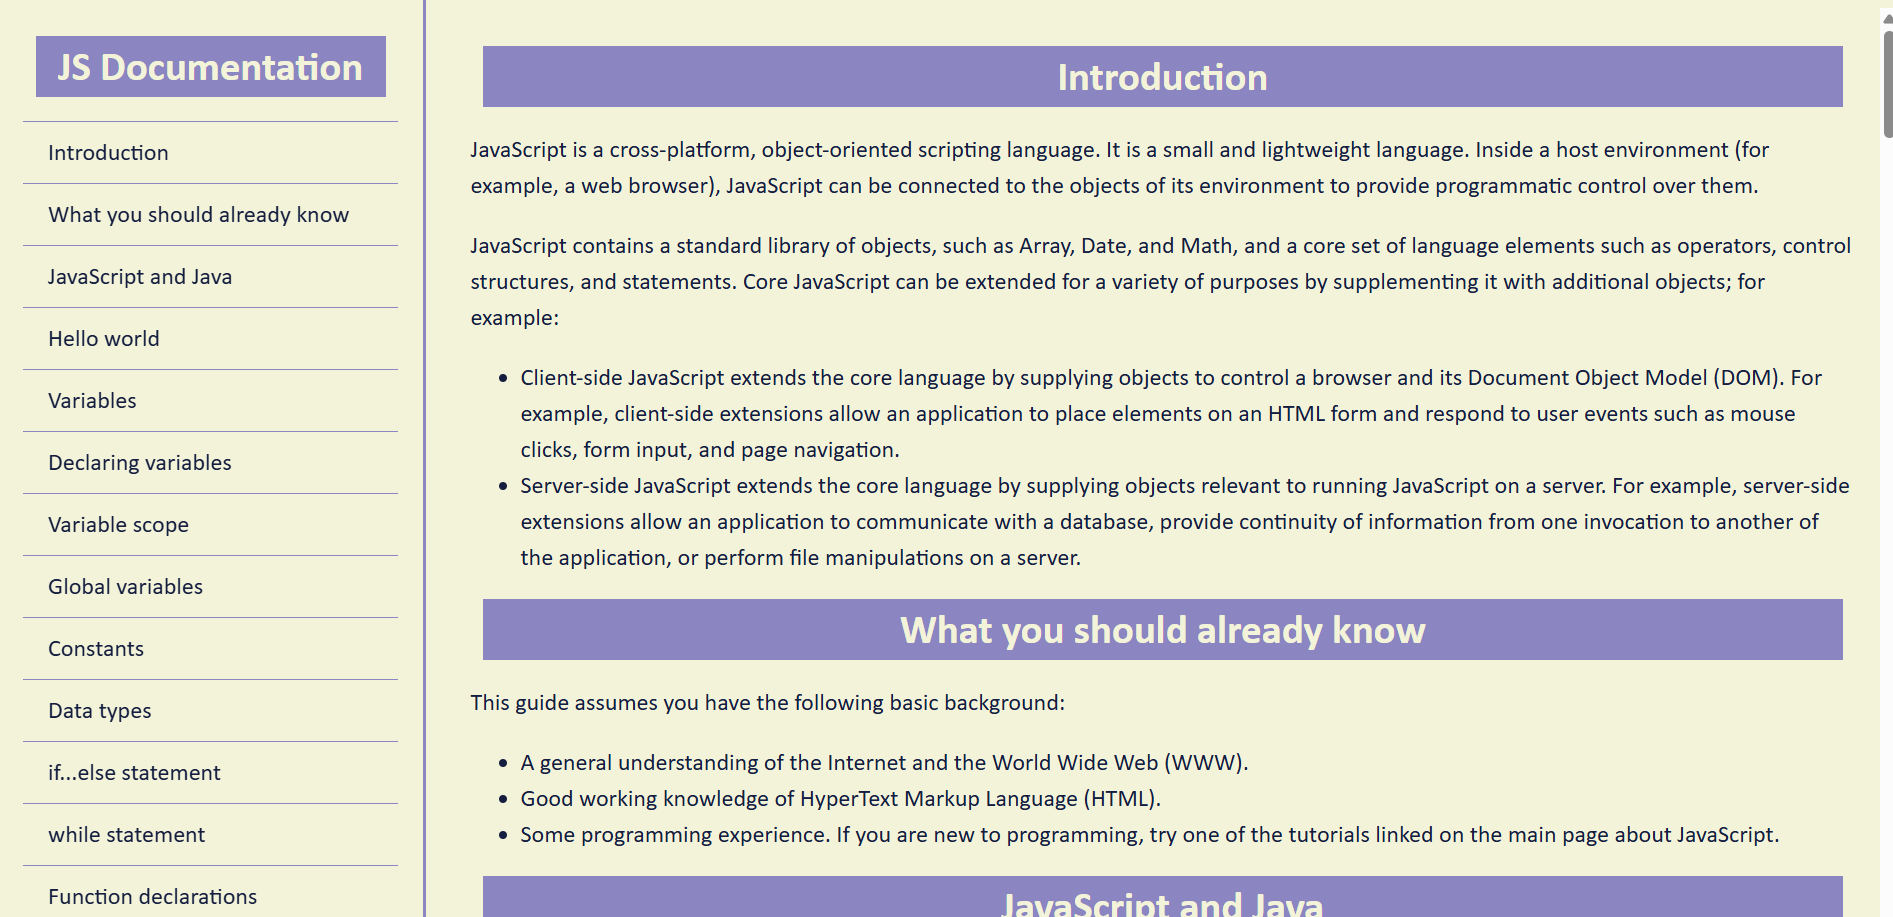 JS Documentation
Introduction
What you should already know
JavaScript and Java
Hello world
Variables
Declaring variables
Variable scope
Global variables
Constants
Data types
if...else statement
while statement
Function declarations
Introduction
JavaScript is a cross-platform, object-oriented scripting language. It is a small and lightweight language. Inside a host environment (for
example, a web browser), JavaScript can be connected to the objects of its environment to provide programmatic control over them.
JavaScript contains a standard library of objects, such as Array, Date, and Math, and a core set of language elements such as operators, control
structures, and statements. Core JavaScript can be extended for a variety of purposes by supplementing it with additional objects; for
example:
• Client-side JavaScript extends the core language by supplying objects to control a browser and its Document Object Model (DOM). For
example, client-side extensions allow an application to place elements on an HTML form and respond to user events such as mouse
clicks, form input, and page navigation.
• Server-side JavaScript extends the core language by supplying objects relevant to running JavaScript on a server. For example, server-side
extensions allow an application to communicate with a database, provide continuity of information from one invocation to another of
the application, or perform file manipulations on a server.
What you should already know
This guide assumes you have the following basic background:
• A general understanding of the Internet and the World Wide Web (WWW).
• Good working knowledge of HyperText Markup Language (HTML).
• Some programming experience. If you are new to programming, try one of the tutorials linked on the main page about JavaScript.
JavaScript and Java